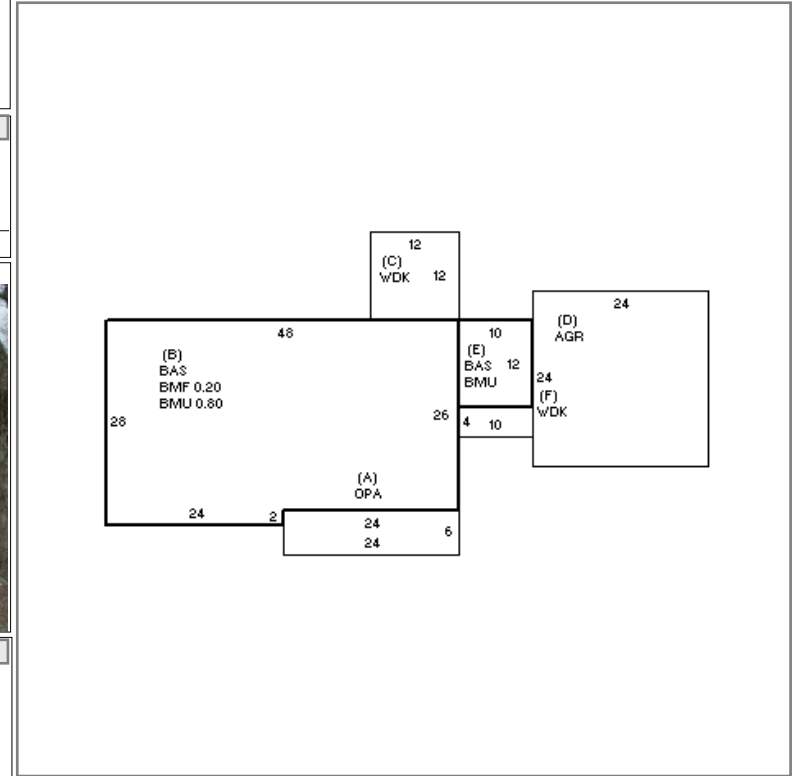 12
(C)
WDK 12
24
(D)
AGR
48
10
(E)
BAS 12
BMU
(B)
BAS
BMF 0.20
BMU 0.80
24
(F)
WDK
28
26
4 10
(A)
OPA
24
2
24
6
24